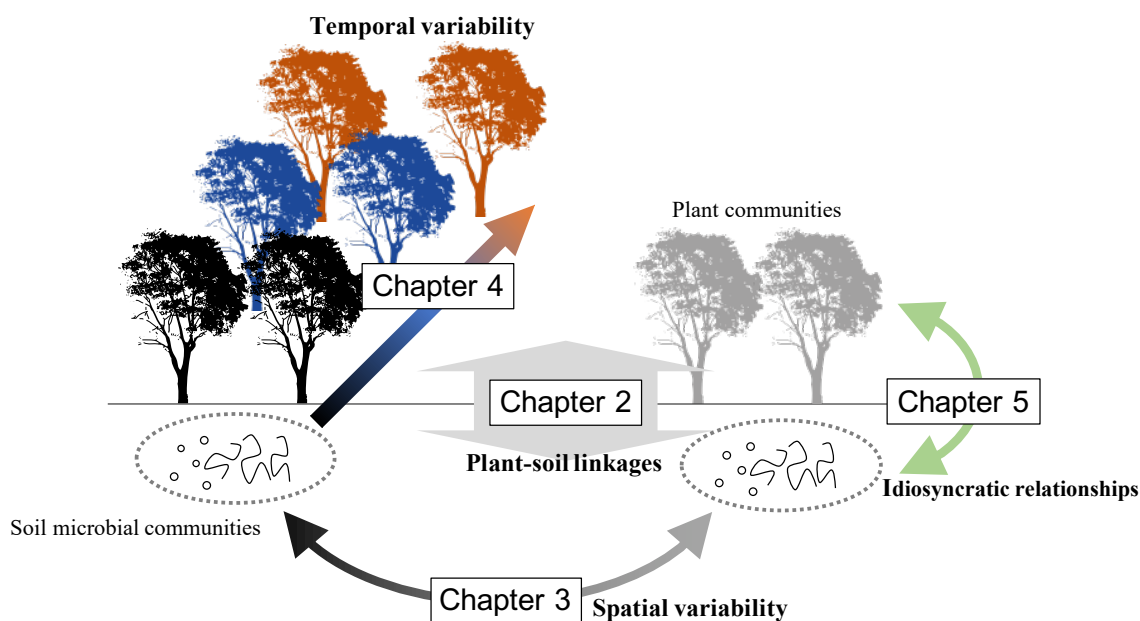 Temporal variability
Plant communities
Chapter 4
Chapter 2
Chapter 5
Plant-soil linkages
Idiosyncratic relationships
Soil microbial communities
Chapter 3
Spatial variability